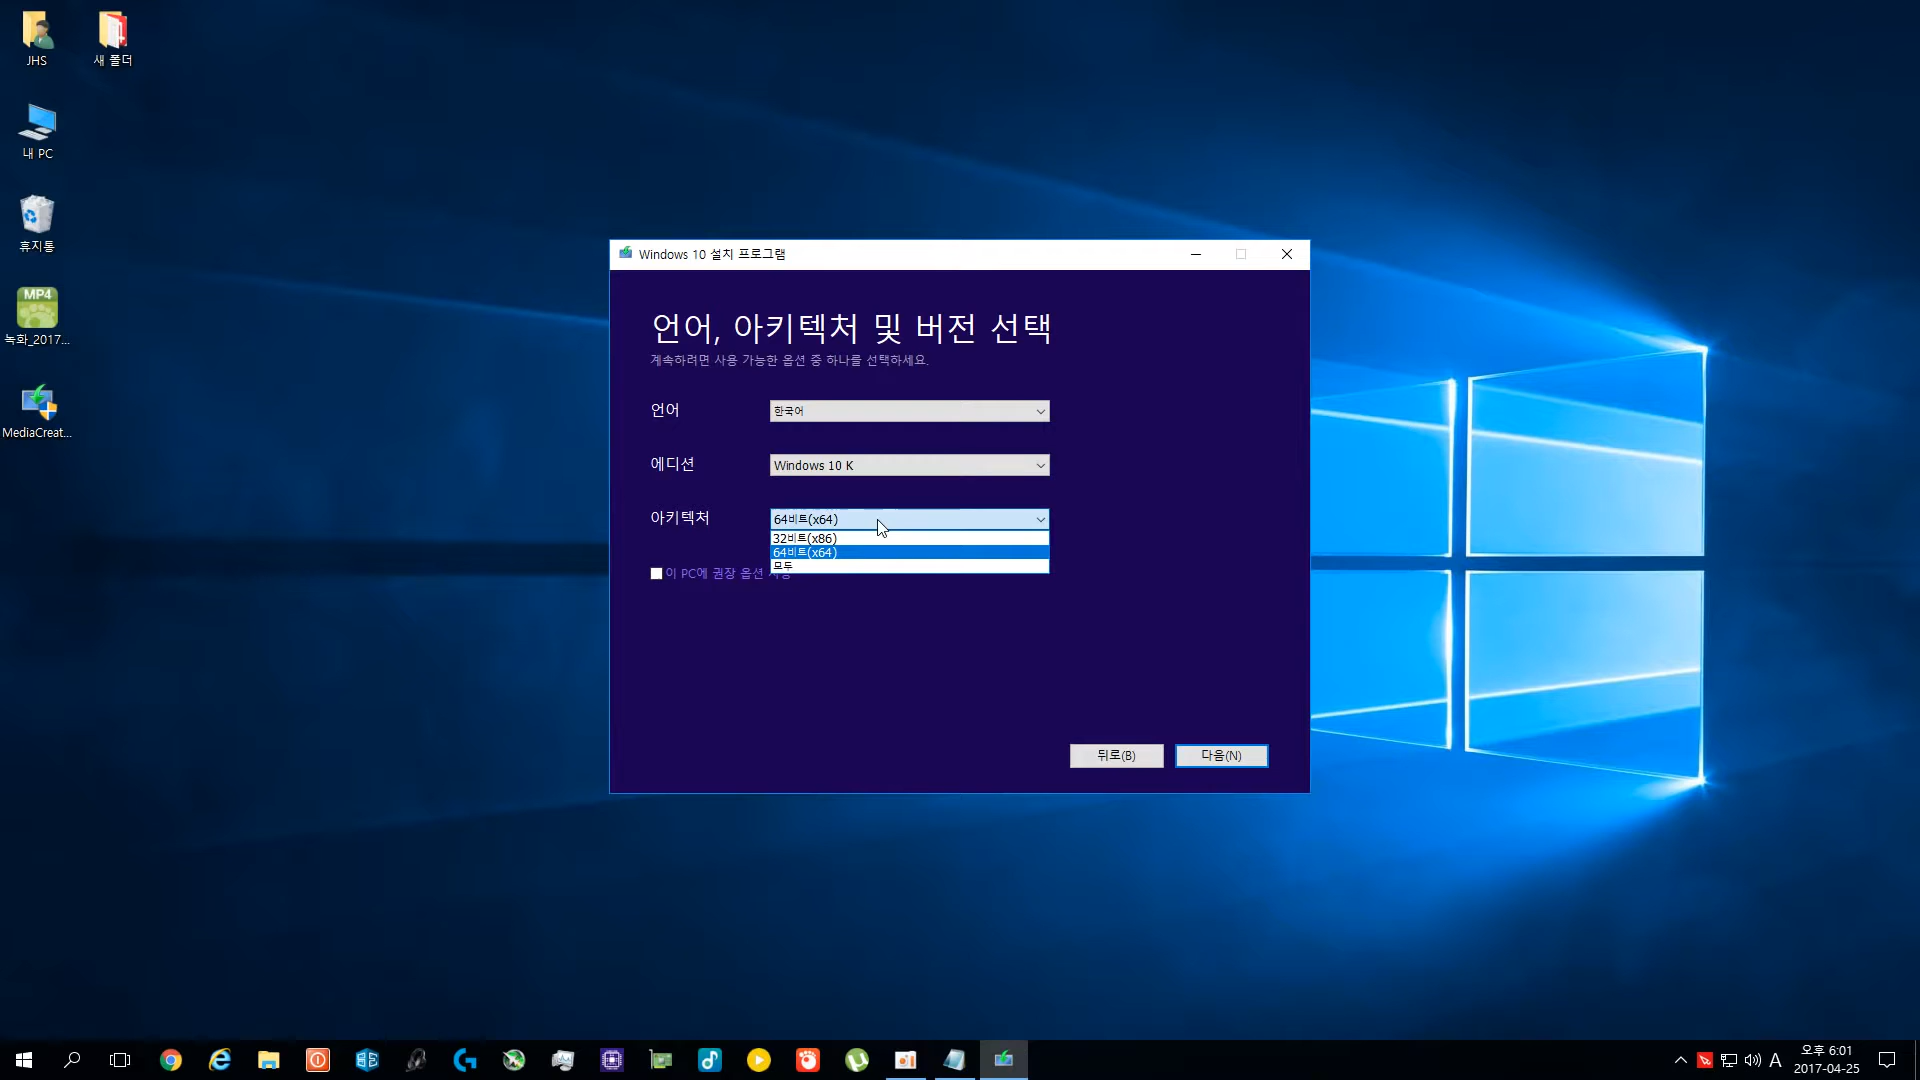 JHS
새 폴더
내 PC
휴지통
MP4
녹화_2017...
MediaCreat...
Windows 10 설치 프로그램
언어, 아키텍처 및 버전 선택
계속하려면 사용 가능한 옵션 중 하나를 선택하세요.
언어
한국어
에디션
Windows 10 K
아키텍처
64비트(x64)
32비트(x86)
64비트(x64)
모두
이 PC에 권장 옵션
뒤로(B)
다음(N)
A
오후 6:01
2017-04-25